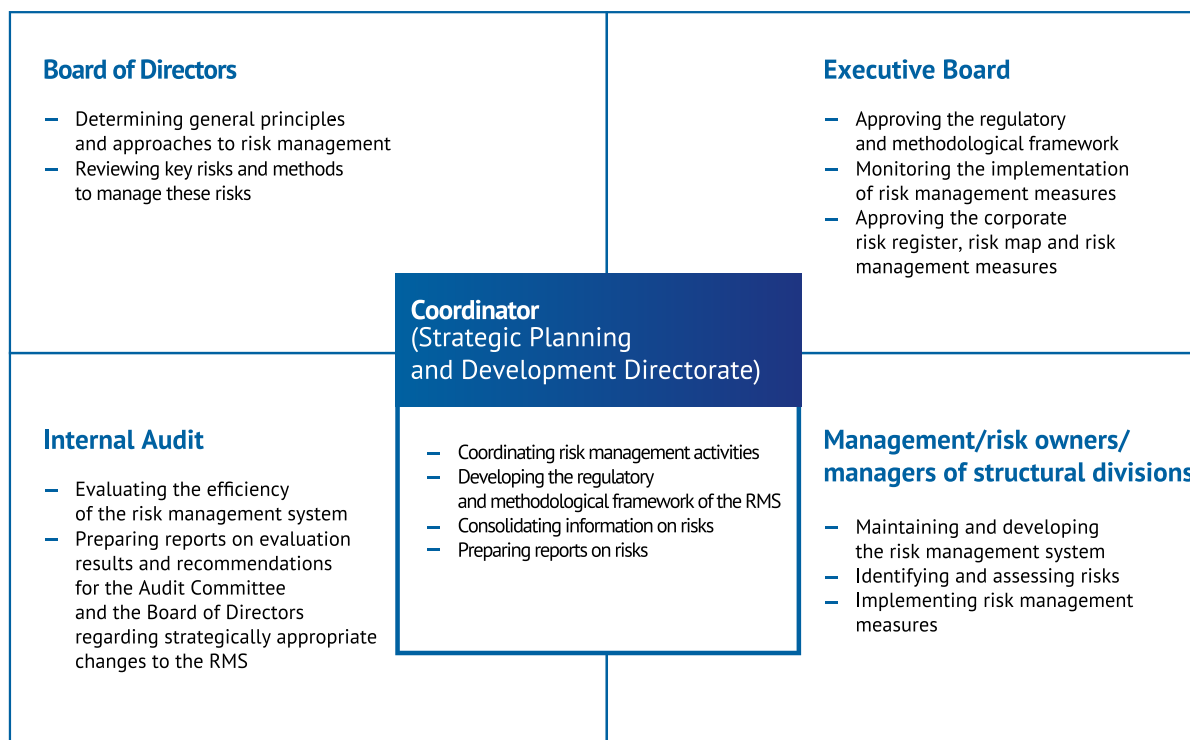 Board of Directors
– Determining general principles
and approaches to risk management
– Reviewing key risks and methods
to manage these risks
Executive Board
– Approving the regulatory
and methodological framework
– Monitoring the implementation
of risk management measures
– Approving the corporate
risk register, risk map and risk
management measures
Coordinator
(Strategic Planning
and Development Directorate)
– Coordinating risk management activities
– Developing the regulatory
and methodological framework of the RMS
– Consolidating information on risks
– Preparing reports on risks
Internal Audit
– Evaluating the efficiency
of the risk management system
– Preparing reports on evaluation
results and recommendations
for the Audit Committee
and the Board of Directors
regarding strategically appropriate
changes to the RMS
Management/risk owners/
managers of structural divisions
– Maintaining and developing
the risk management system
– Identifying and assessing risks
– Implementing risk management
measures